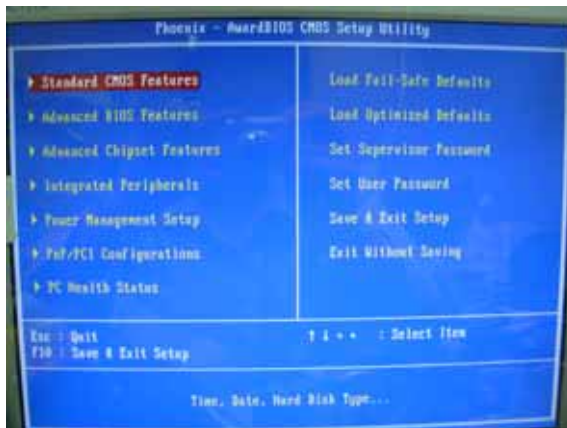 Phoenix - AwardBIOS CMOS Setup Utility
Standard CMOS Features
Advanced BIOS Features
Advanced Chipset Features
Integrated Peripherals
Power Management Setup
PnP/PCI Configurations
PC Health Status
Load Fail-Safe Defaults
Load Optimized Defaults
Set Supervisor Password
Set User Password
Save & Exit Setup
Exit Without Saving
Esc : Quit
F10 : Save & Exit Setup
↑ ↓ → ← : Select Item
Time, Date, Hard Disk Type...